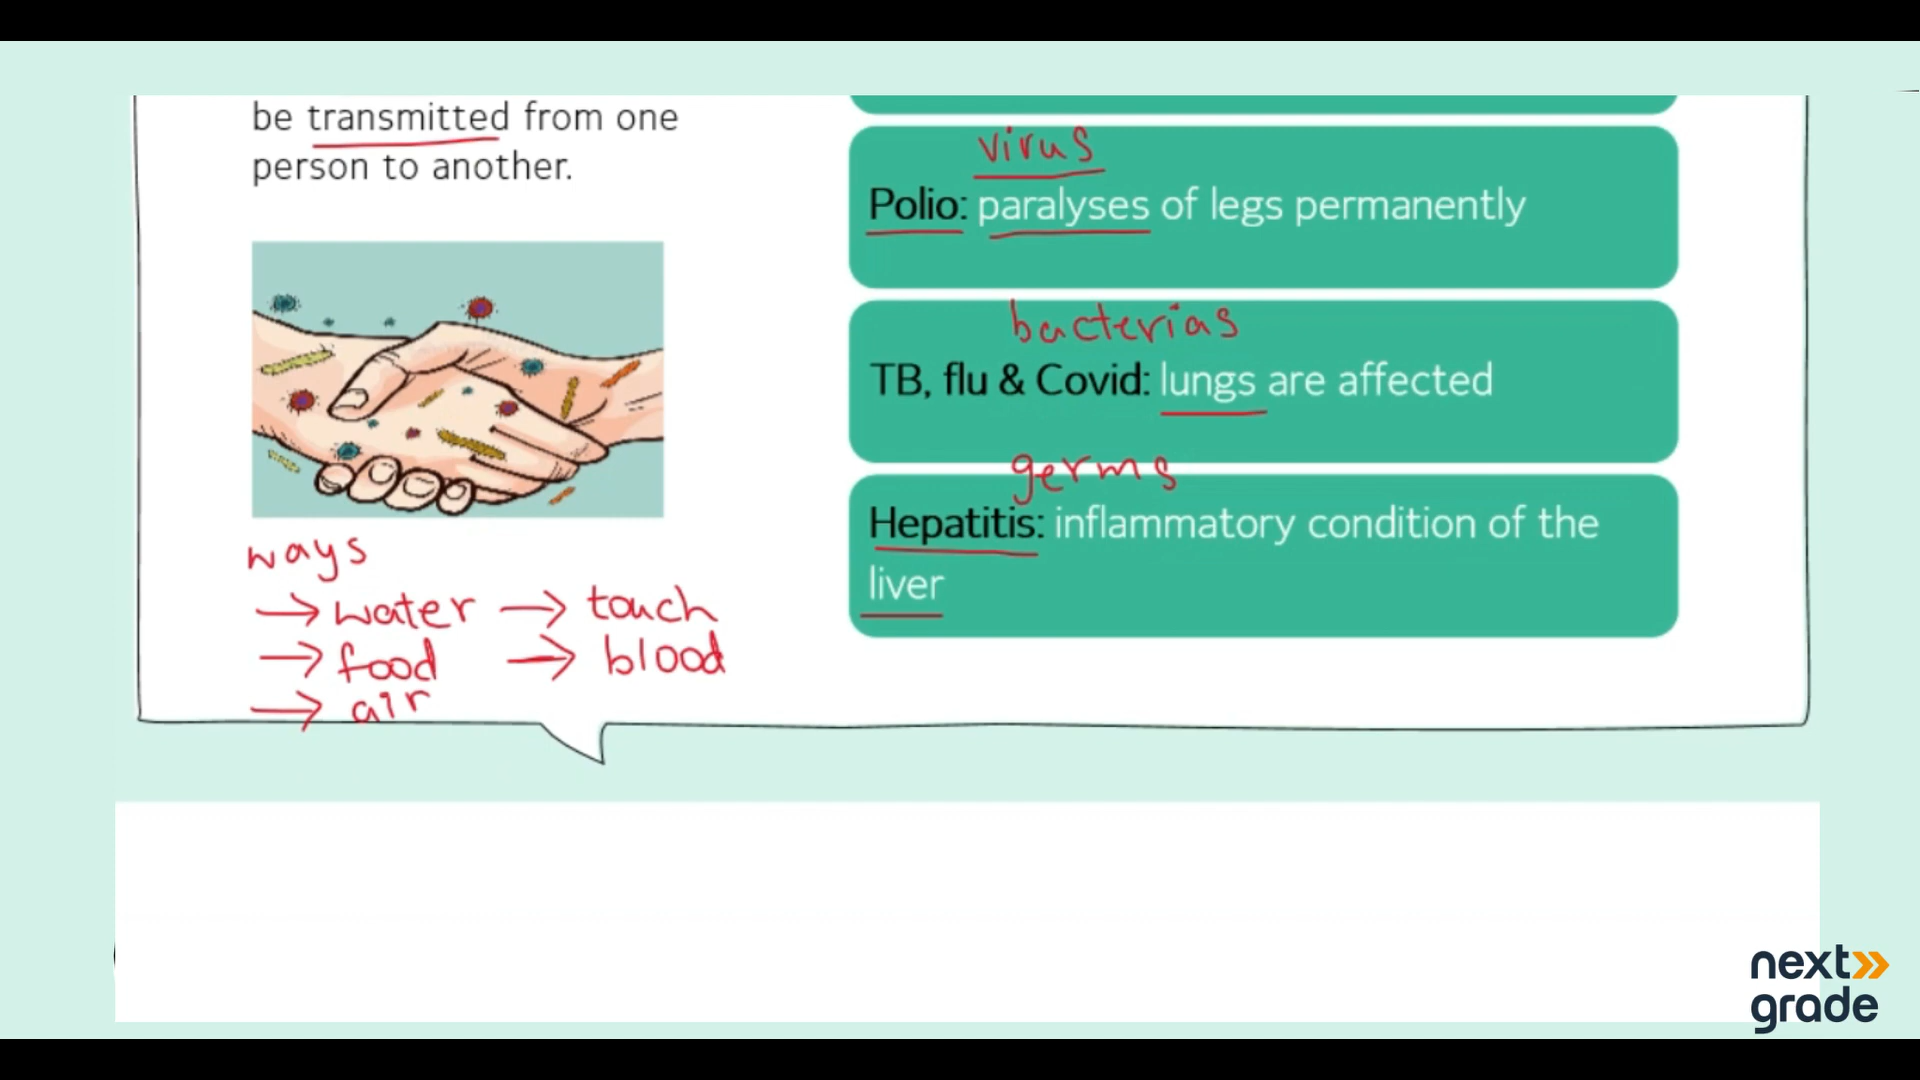 be transmitted from one
person to another.
ways
→ water → touch
→ food → blood
→ air
virus
Polio: paralyses of legs permanently
bacterias
TB, flu & Covid: lungs are affected
germs
Hepatitis: inflammatory condition of the
liver
next
grade